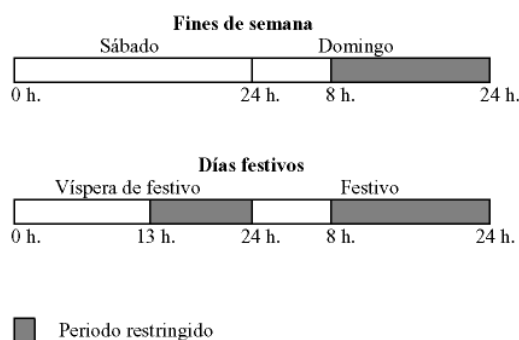 Fines de semana
Sábado Domingo
0 h. 24 h. 8 h. 24 h.
Días festivos
Víspera de festivo Festivo
0 h. 13 h. 24 h. 8 h. 24 h.
Periodo restringido